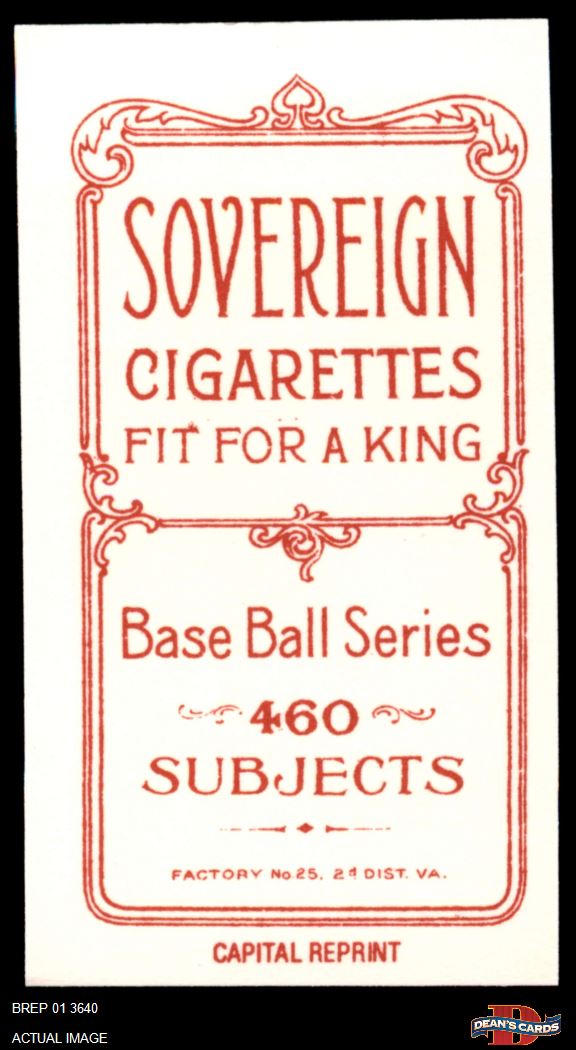 SOVEREIGN
CIGARETTES
FIT FOR A KING
Base Ball Series
460
SUBJECTS
FACTORY No 25. 2d DIST. VA.
CAPITAL REPRINT
BREP 01 3640
ACTUAL IMAGE
D
DEAN'S CARDS